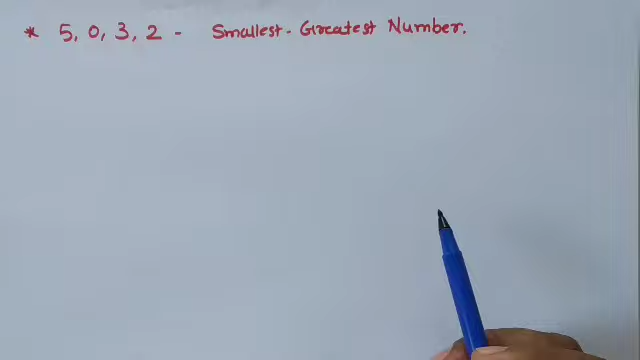 * 5, 0, 3, 2 - Smallest - Greatest Number.